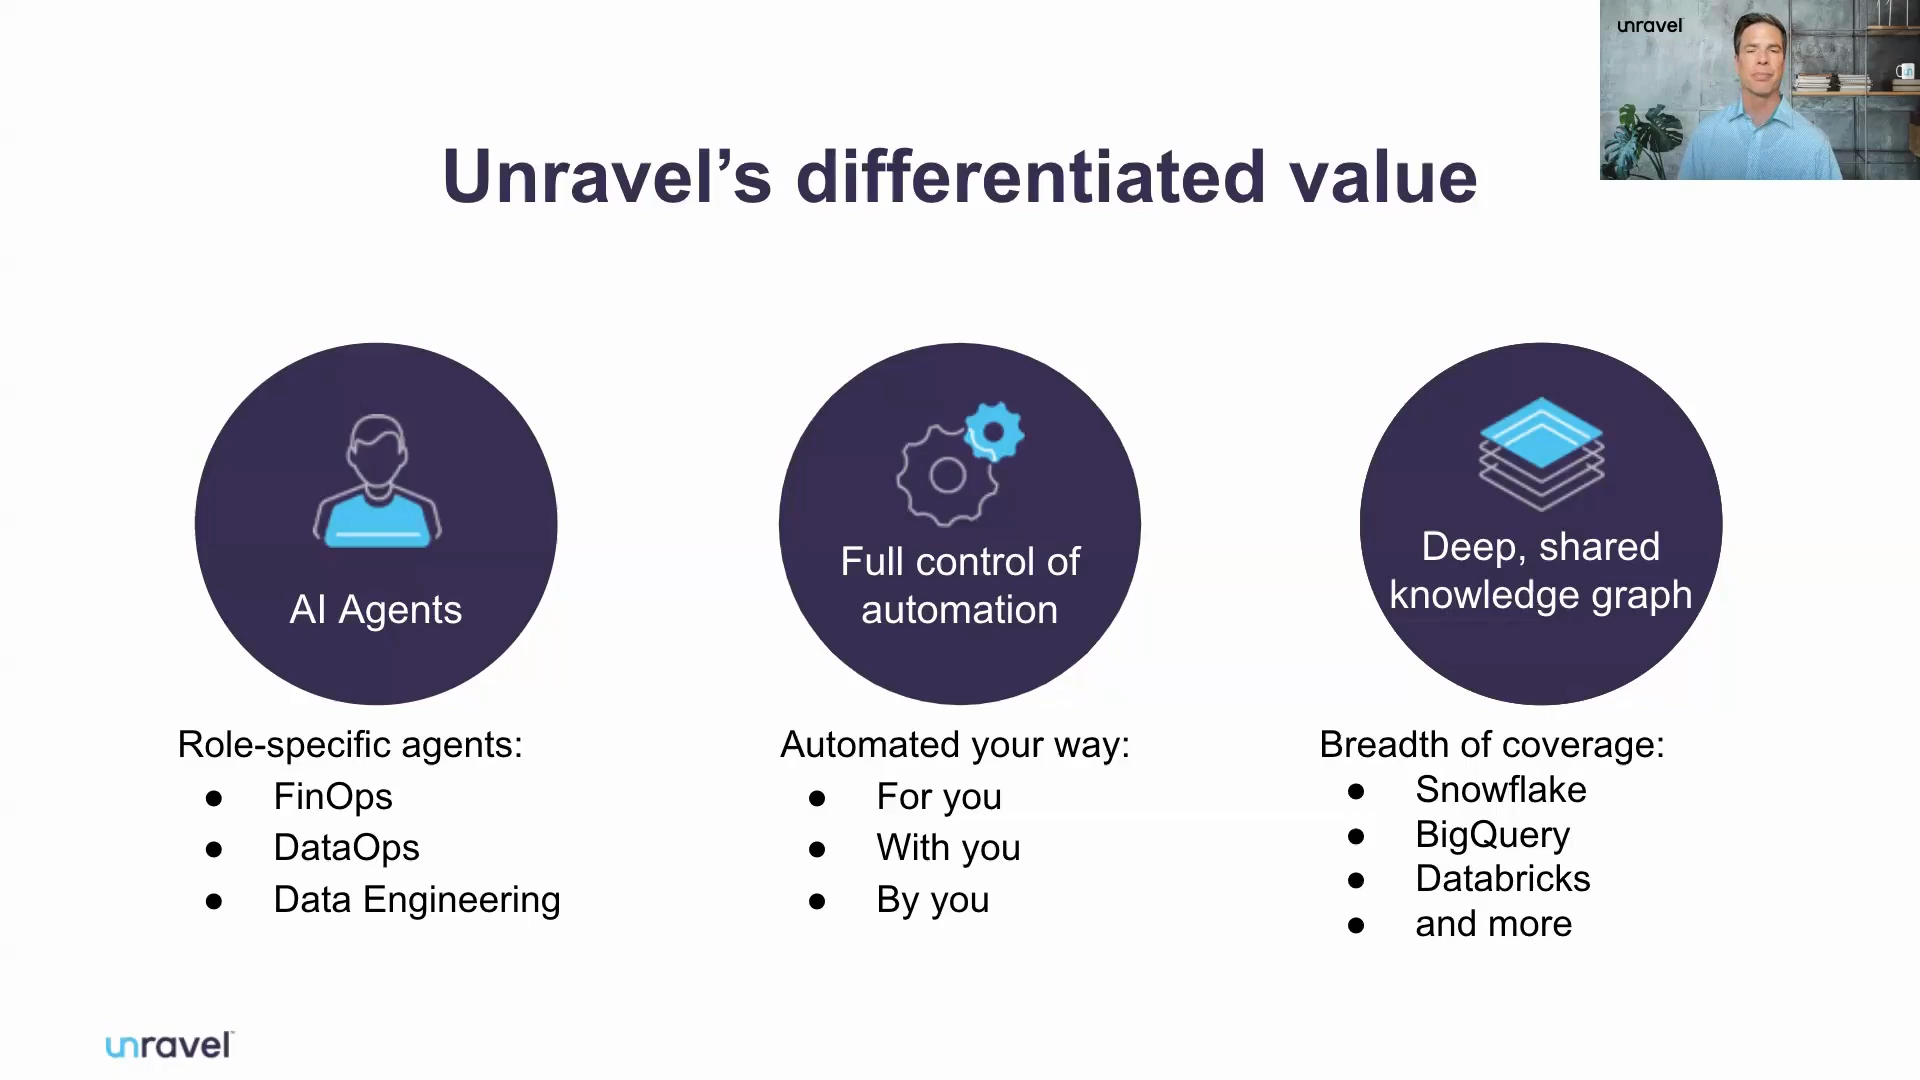 unravel
Unravel’s differentiated value
AI Agents
Role-specific agents:
● FinOps
● DataOps
● Data Engineering
Full control of
automation
Automated your way:
● For you
● With you
● By you
Deep, shared
knowledge graph
Breadth of coverage:
● Snowflake
● BigQuery
● Databricks
● and more
unravel™